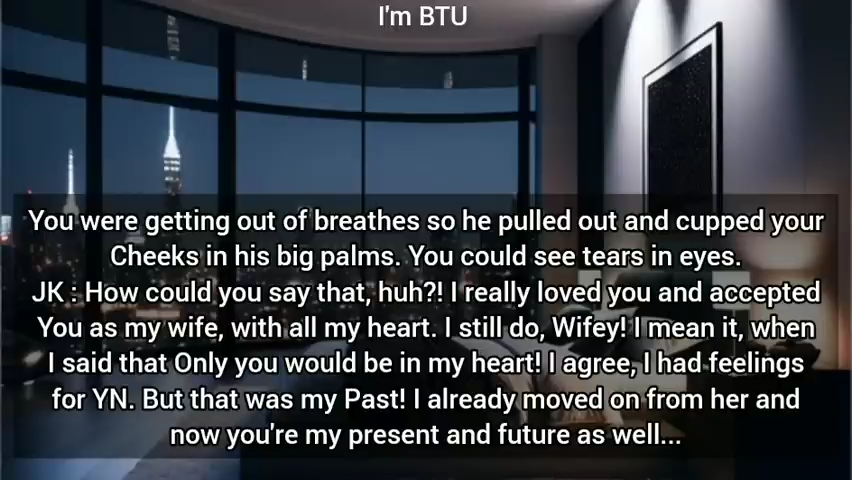 I'm BTU
You were getting out of breathes so he pulled out and cupped your
Cheeks in his big palms. You could see tears in eyes.
JK : How could you say that, huh?! I really loved you and accepted
You as my wife, with all my heart. I still do, Wifey! I mean it, when
I said that Only you would be in my heart! I agree, I had feelings
for YN. But that was my Past! I already moved on from her and
now you're my present and future as well...